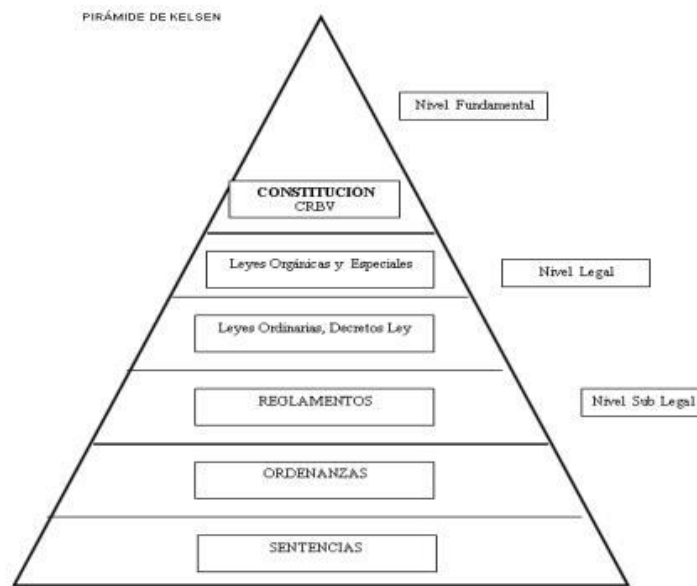 PIRÁMIDE DE KELSEN
Nivel Fundamental
CONSTITUCIÓN
CRBV
Leyes Orgánicas y Especiales
Nivel Legal
Leyes Ordinarias, Decretos Ley
REGLAMENTOS
Nivel Sub Legal
ORDENANZAS
SENTENCIAS